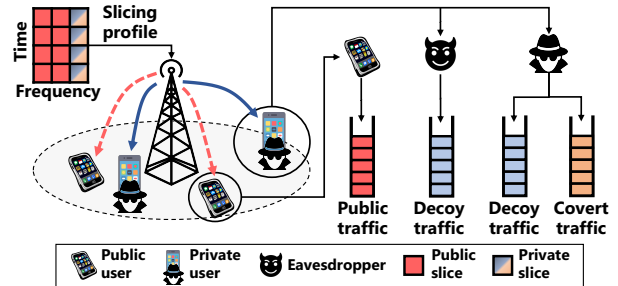 Slicing
profile
Time
Frequency
Public
traffic
Decoy
traffic
Decoy
traffic
Covert
traffic
Public
user
Private
user
Eavesdropper
Public
slice
Private
slice